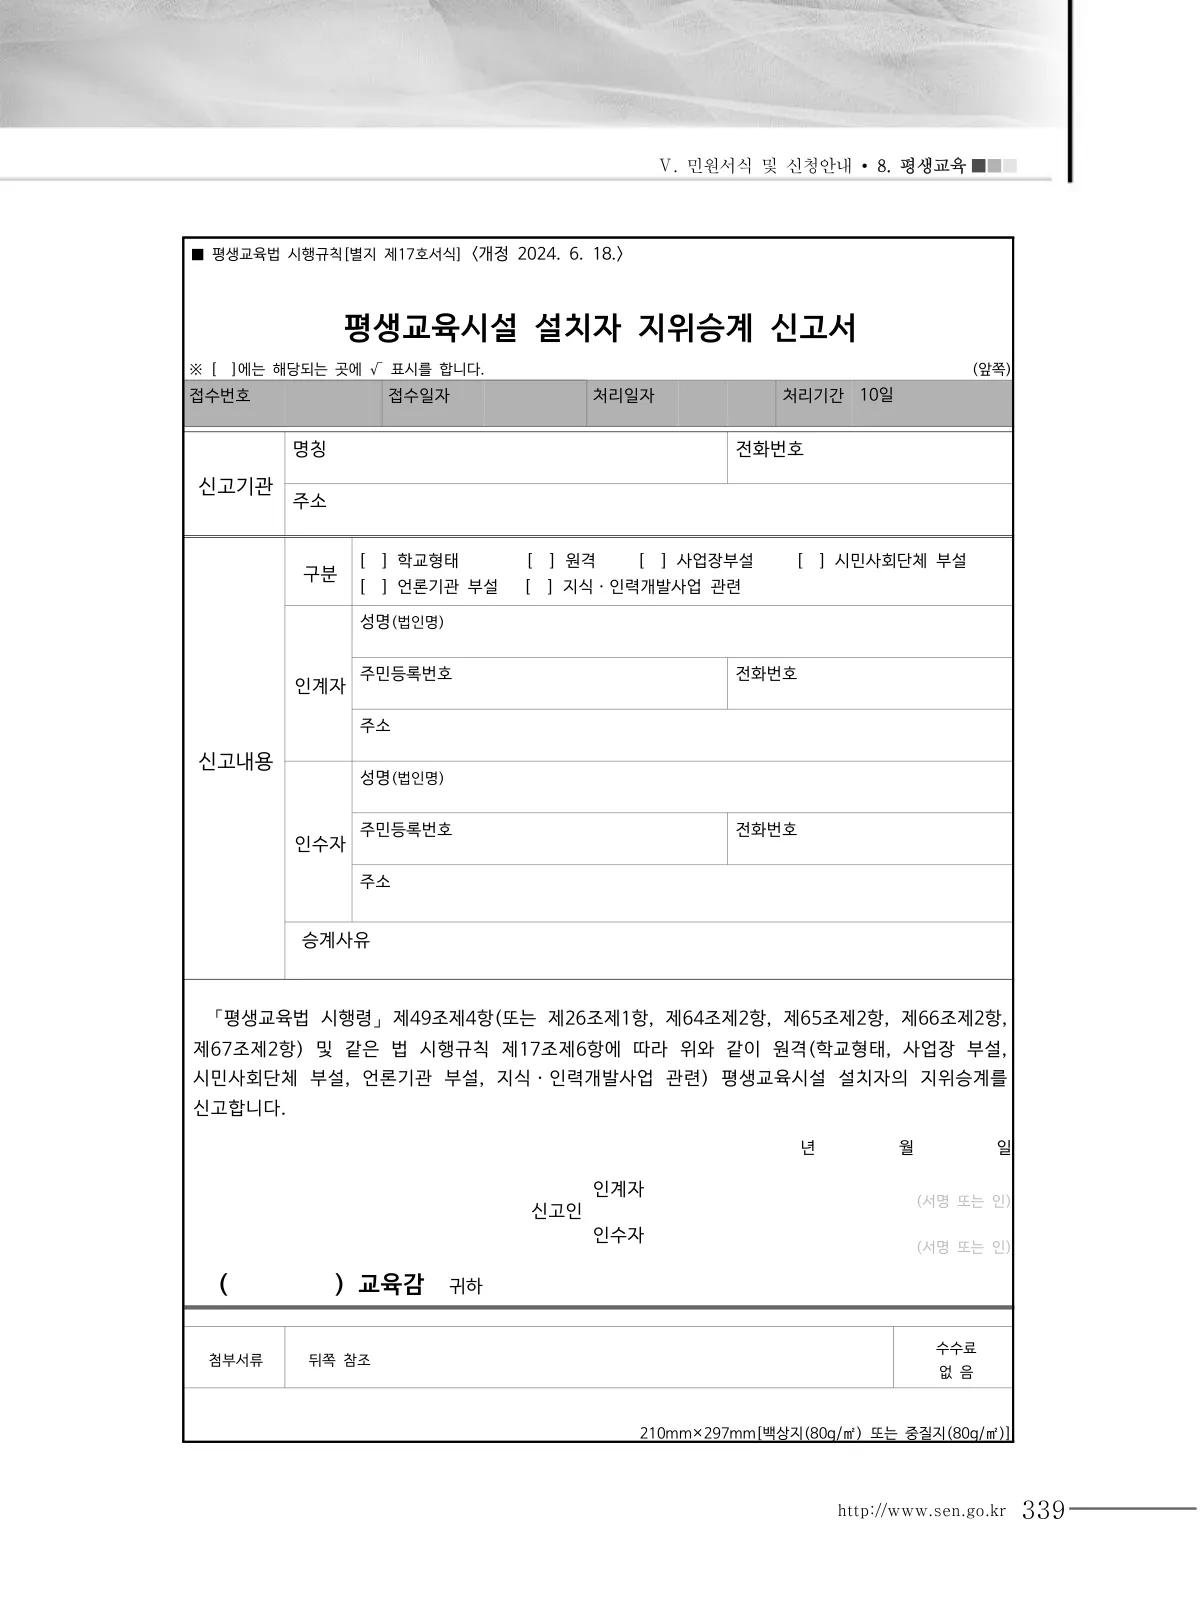 Ⅴ. 민원서식 및 신청안내 • 8. 평생교육
■ 평생교육법 시행규칙[별지 제17호서식] <개정 2024. 6. 18.>
평생교육시설 설치자 지위승계 신고서
※ [ ]에는 해당되는 곳에 √ 표시를 합니다. (앞쪽)
접수번호 접수일자 처리일자 처리기간 10일
신고기관
명칭 전화번호
주소
신고내용
구분
[ ] 학교형태 [ ] 원격 [ ] 사업장부설 [ ] 시민사회단체 부설
[ ] 언론기관 부설 [ ] 지식·인력개발사업 관련
인계자
성명(법인명)
주민등록번호 전화번호
주소
인수자
성명(법인명)
주민등록번호 전화번호
주소
승계사유
「평생교육법 시행령」제49조제4항(또는 제26조제1항, 제64조제2항, 제65조제2항, 제66조제2항,
제67조제2항) 및 같은 법 시행규칙 제17조제6항에 따라 위와 같이 원격(학교형태, 사업장 부설,
시민사회단체 부설, 언론기관 부설, 지식·인력개발사업 관련) 평생교육시설 설치자의 지위승계를
신고합니다.
년 월 일
신고인
인계자 (서명 또는 인)
인수자 (서명 또는 인)
( ) 교육감 귀하
첨부서류 뒤쪽 참조
수수료
없 음
210mm×297mm[백상지(80g/㎡) 또는 중질지(80g/㎡)]
http://www.sen.go.kr 339